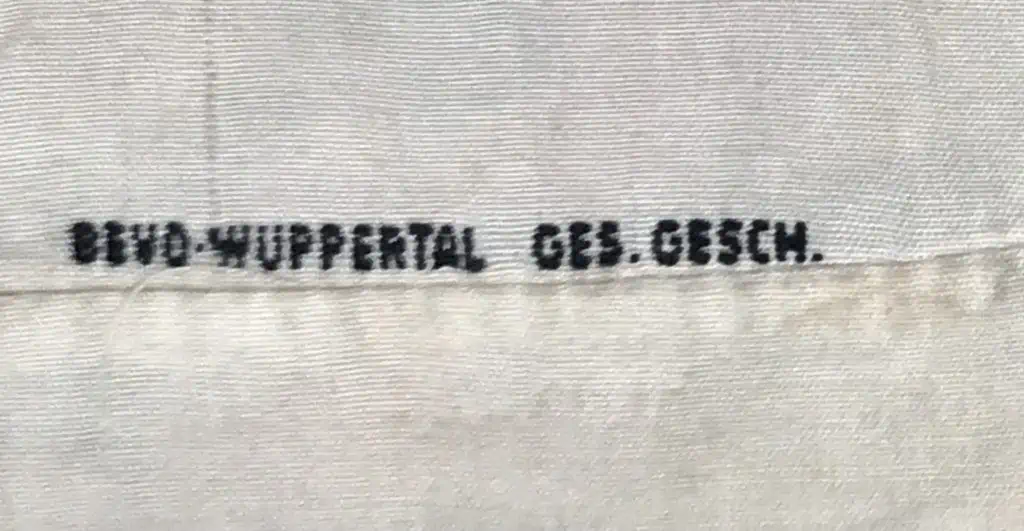 BEVO-WUPPERTAL GES. GESCH.